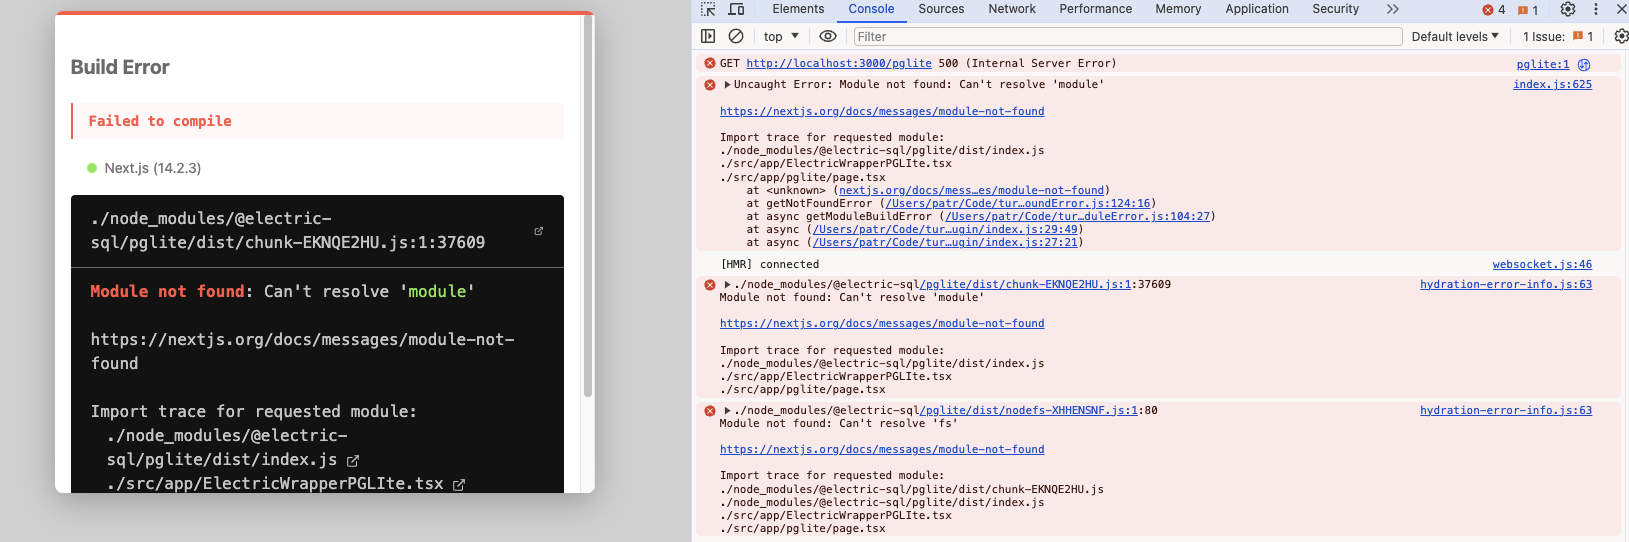 Build Error
Failed to compile
Next.js (14.2.3)
./node_modules/@electric-
sql/pglite/dist/chunk-EKNQE2HU.js:1:37609
Module not found: Can't resolve 'module'
https://nextjs.org/docs/messages/module-not-
found
Import trace for requested module:
./node_modules/@electric-
sql/pglite/dist/index.js
./src/app/ElectricWrapperPGLIte.tsx
Elements Console Sources Network Performance Memory Application Security 4 1
top Filter Default levels 1 Issue: 1
GET http://localhost:3000/pglite 500 (Internal Server Error) pglite:1
Uncaught Error: Module not found: Can't resolve 'module' index.js:625
https://nextjs.org/docs/messages/module-not-found
Import trace for requested module:
./node_modules/@electric-sql/pglite/dist/index.js
./src/app/ElectricWrapperPGLIte.tsx
./src/app/pglite/page.tsx
at <unknown> (nextjs.org/docs/mess…es/module-not-found)
at getNotFoundError (/Users/patr/Code/tur…oundError.js:124:16)
at async getModuleBuildError (/Users/patr/Code/tur…duleError.js:104:27)
at async (/Users/patr/Code/tur…ugin/index.js:29:49)
at async (/Users/patr/Code/tur…ugin/index.js:27:21)
[HMR] connected websocket.js:46
./node_modules/@electric-sql/pglite/dist/chunk-EKNQE2HU.js:1:37609 hydration-error-info.js:63
Module not found: Can't resolve 'module'
https://nextjs.org/docs/messages/module-not-found
Import trace for requested module:
./node_modules/@electric-sql/pglite/dist/index.js
./src/app/ElectricWrapperPGLIte.tsx
./src/app/pglite/page.tsx
./node_modules/@electric-sql/pglite/dist/nodefs-XHHENSNF.js:1:80 hydration-error-info.js:63
Module not found: Can't resolve 'fs'
https://nextjs.org/docs/messages/module-not-found
Import trace for requested module:
./node_modules/@electric-sql/pglite/dist/chunk-EKNQE2HU.js
./node_modules/@electric-sql/pglite/dist/index.js
./src/app/ElectricWrapperPGLIte.tsx
./src/app/pglite/page.tsx